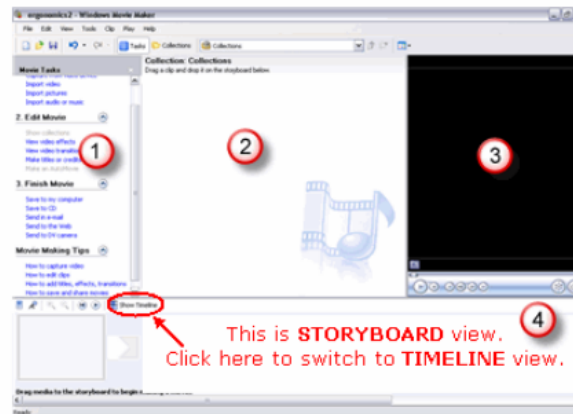 ergonomics2 - Windows Movie Maker
File Edit View Tools Clip Play Help
Tasks Collections Collections
Movie Tasks
Collection: Collections
Drag a clip and drop it on the storyboard below.
Import video
Import pictures
Import audio or music
2. Edit Movie
Show collections
View video effects
View video transitions
Make titles or credits
Make an AutoMovie
1
2
3
3. Finish Movie
Save to my computer
Save to CD
Send in e-mail
Send to the Web
Send to DV camera
Movie Making Tips
How to capture video
How to edit clips
How to add titles, effects, transitions
How to save and share movies
Show Timeline
4
This is STORYBOARD view.
Click here to switch to TIMELINE view.
Drag media to the storyboard to begin
Ready